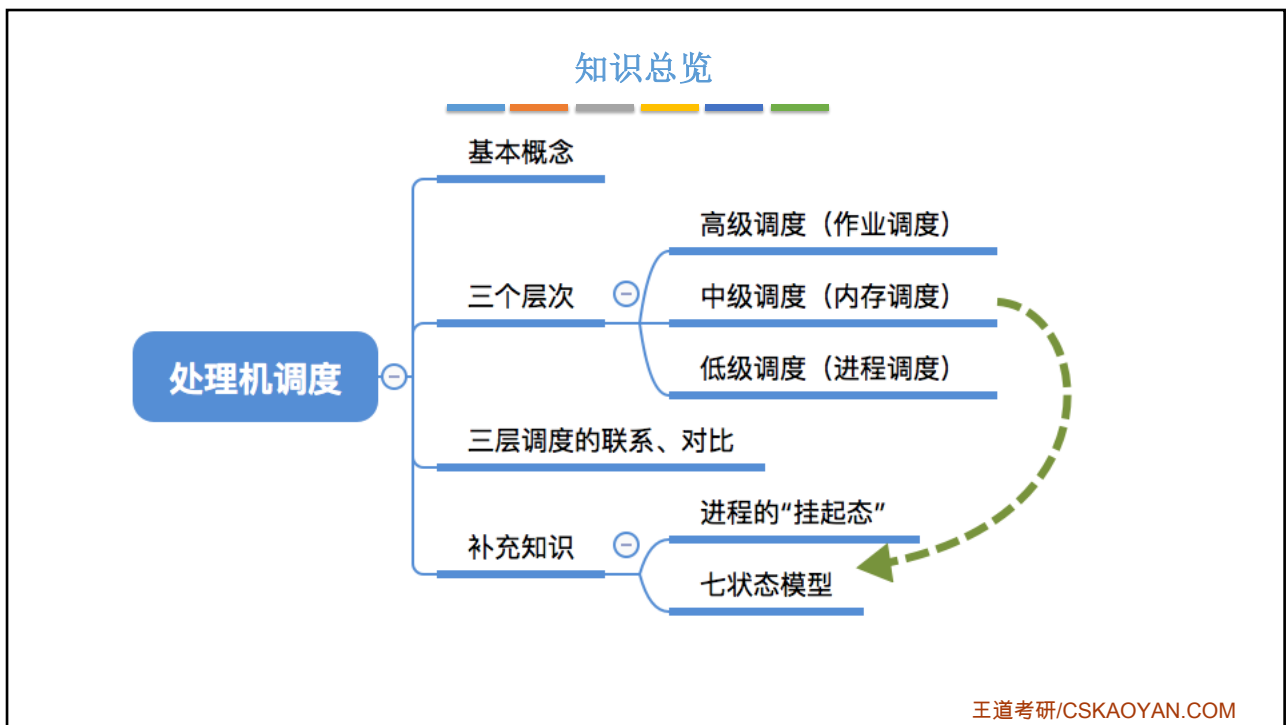 知识总览
基本概念
高级调度（作业调度）
三个层次
中级调度（内存调度）
低级调度（进程调度）
处理机调度
三层调度的联系、对比
进程的“挂起态”
补充知识
七状态模型
王道考研/CSKAOYAN.COM